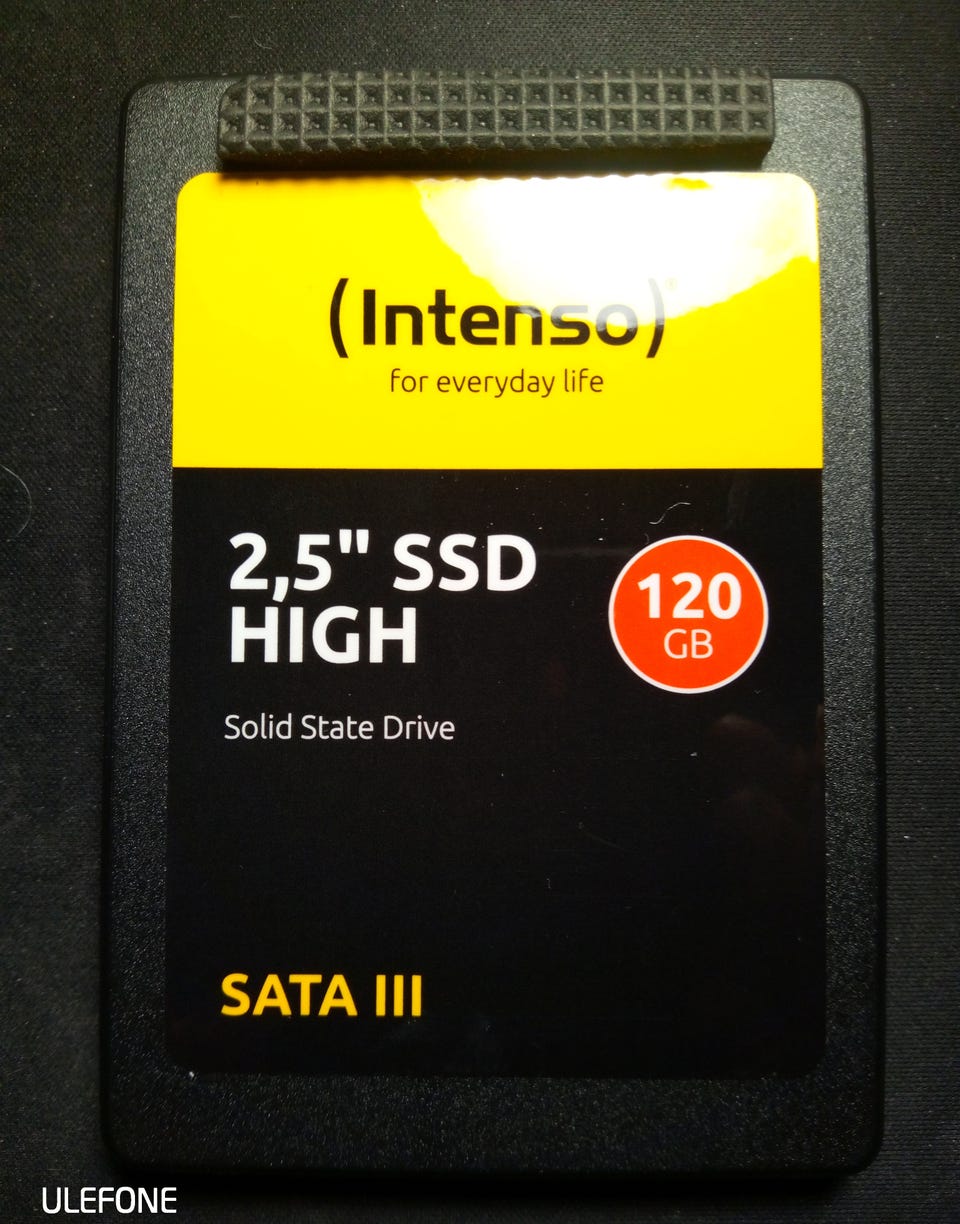 (Intenso)®
for everyday life
2,5" SSD
HIGH
120
GB
Solid State Drive
SATA III
ULEFONE